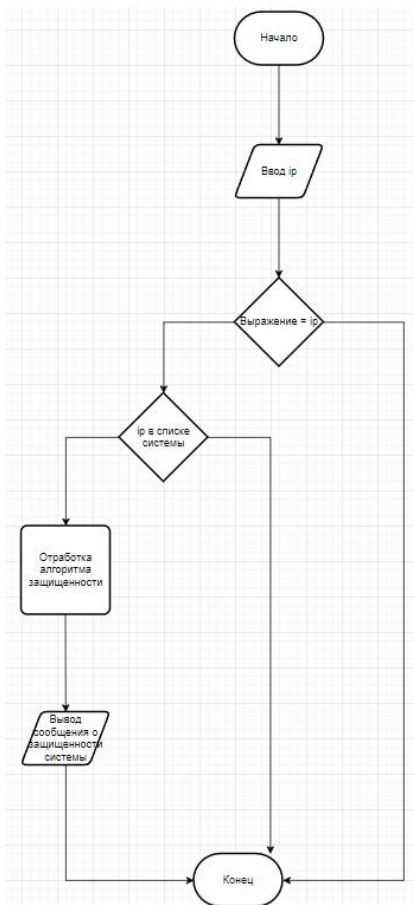 Начало
Ввод ip
Выражение = ip
ip в списке
системы
Отработка
алгоритма
защищенности
Вывод
сообщения о
защищенности
системы
Конец